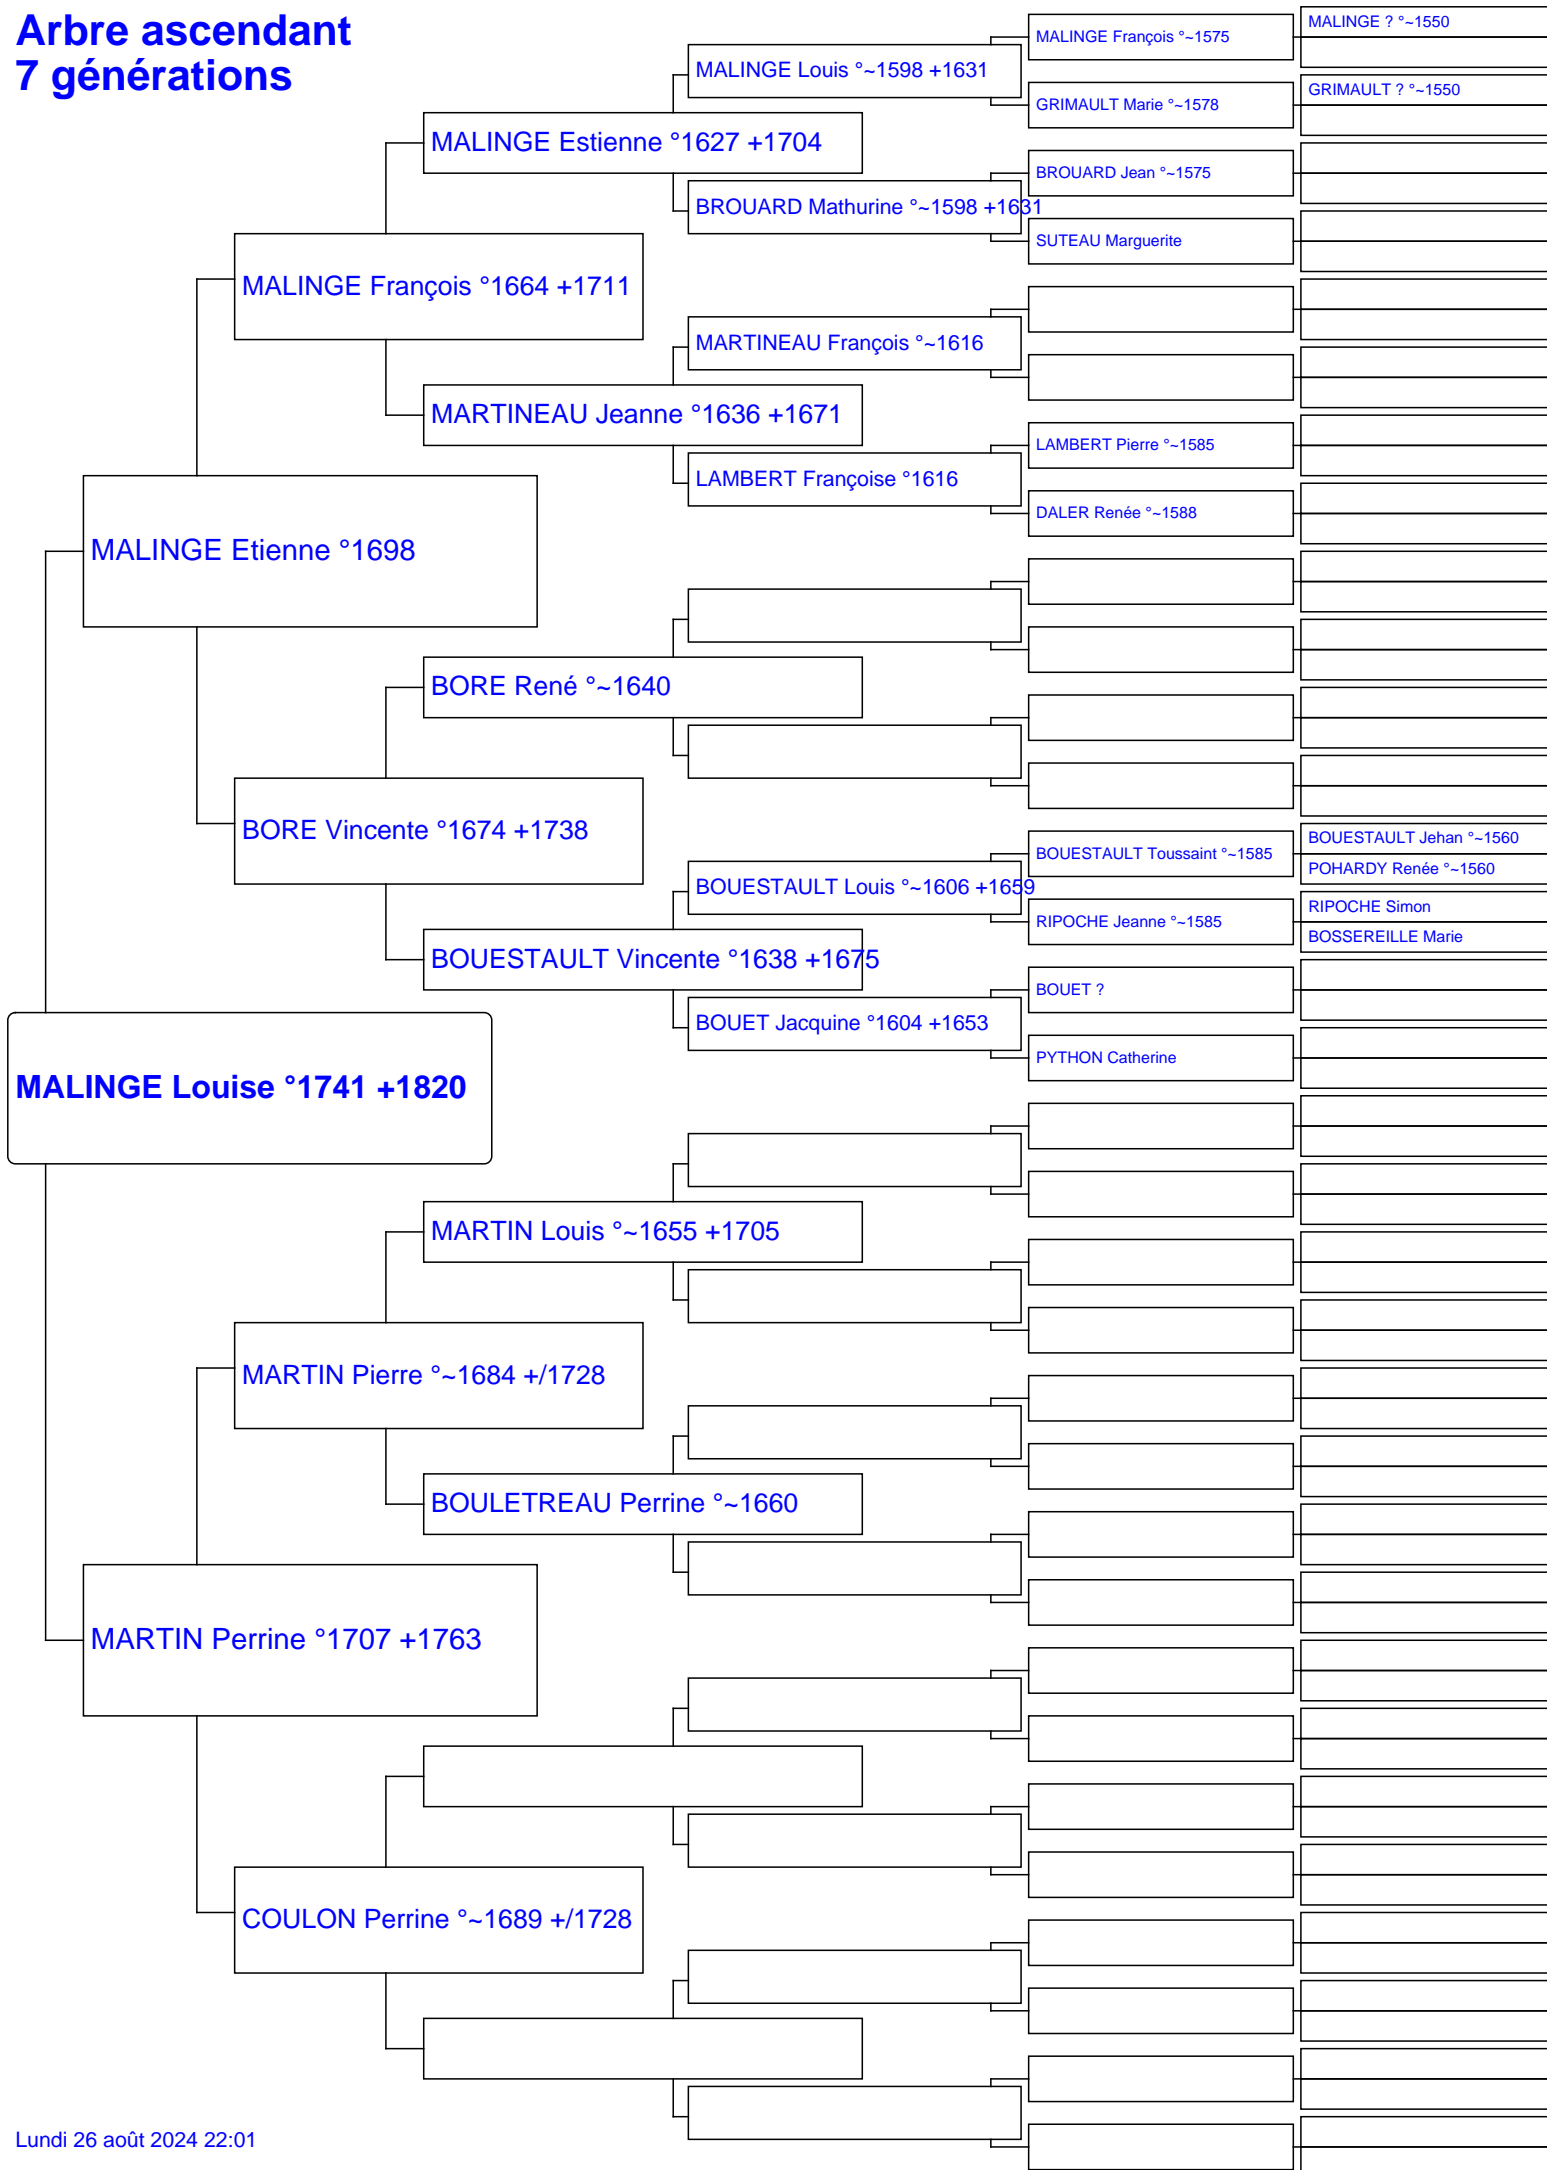 Arbre ascendant
7 générations
MALINGE Louise °1741 +1820
MALINGE Etienne °1698
MARTIN Perrine °1707 +1763
MALINGE François °1664 +1711
BORE Vincente °1674 +1738
MARTIN Pierre °~1684 +/1728
COULON Perrine °~1689 +/1728
MALINGE Estienne °1627 +1704
MARTINEAU Jeanne °1636 +1671
BORE René °~1640
BOUESTAULT Vincente °1638 +1675
MARTIN Louis °~1655 +1705
BOULETREAU Perrine °~1660
MALINGE Louis °~1598 +1631
BROUARD Mathurine °~1598 +1631
MARTINEAU François °~1616
LAMBERT Françoise °1616
BOUESTAULT Louis °~1606 +1659
BOUET Jacquine °1604 +1653
MALINGE François °~1575
GRIMAULT Marie °~1578
BROUARD Jean °~1575
SUTEAU Marguerite
LAMBERT Pierre °~1585
DALER Renée °~1588
BOUESTAULT Toussaint °~1585
RIPOCHE Jeanne °~1585
BOUET ?
PYTHON Catherine
MALINGE ? °~1550
GRIMAULT ? °~1550
BOUESTAULT Jehan °~1560
POHARDY Renée °~1560
RIPOCHE Simon
BOSSEREILLE Marie
Lundi 26 août 2024 22:01